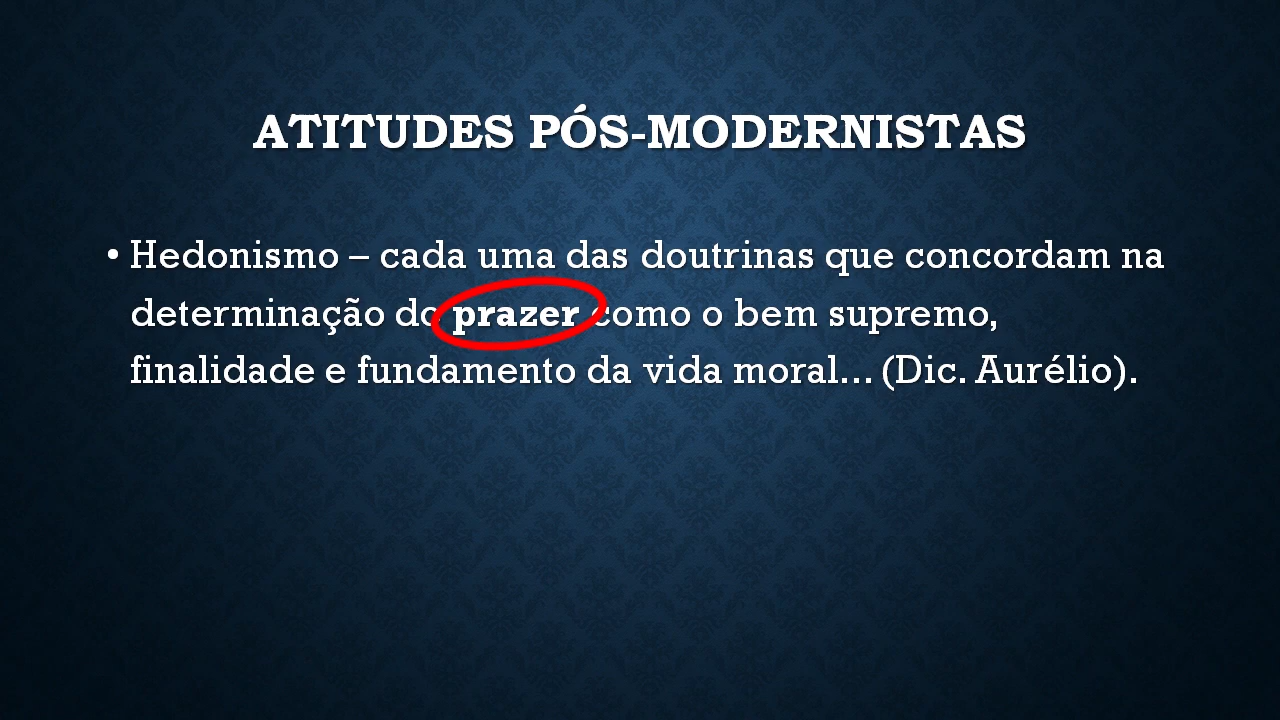 ATITUDES PÓS-MODERNISTAS
• Hedonismo – cada uma das doutrinas que concordam na
determinação do prazer como o bem supremo,
finalidade e fundamento da vida moral... (Dic. Aurélio).